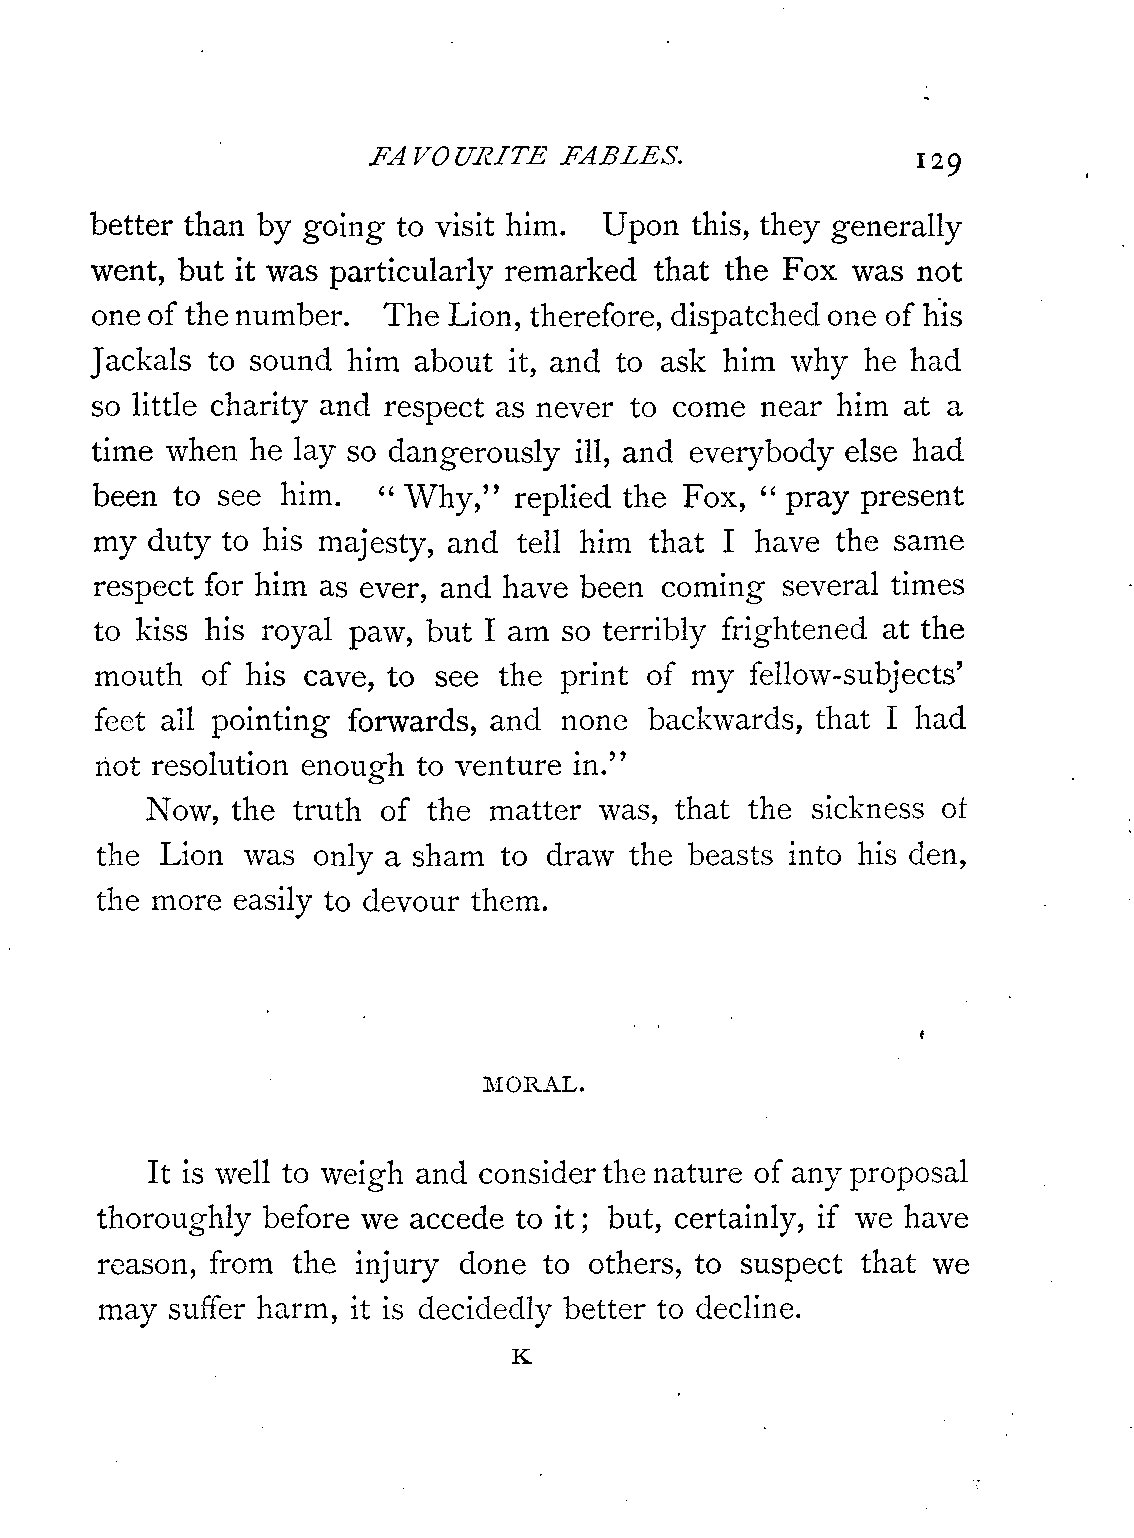 FAVOURITE FABLES. 129
better than by going to visit him. Upon this, they generally
went, but it was particularly remarked that the Fox was not
one of the number. The Lion, therefore, dispatched one of his
Jackals to sound him about it, and to ask him why he had
so little charity and respect as never to come near him at a
time when he lay so dangerously ill, and everybody else had
been to see him. “ Why,” replied the Fox, “ pray present
my duty to his majesty, and tell him that I have the same
respect for him as ever, and have been coming several times
to kiss his royal paw, but I am so terribly frightened at the
mouth of his cave, to see the print of my fellow-subjects’
feet all pointing forwards, and none backwards, that I had
not resolution enough to venture in.”
Now, the truth of the matter was, that the sickness of
the Lion was only a sham to draw the beasts into his den,
the more easily to devour them.
MORAL.
It is well to weigh and consider the nature of any proposal
thoroughly before we accede to it ; but, certainly, if we have
reason, from the injury done to others, to suspect that we
may suffer harm, it is decidedly better to decline.
K